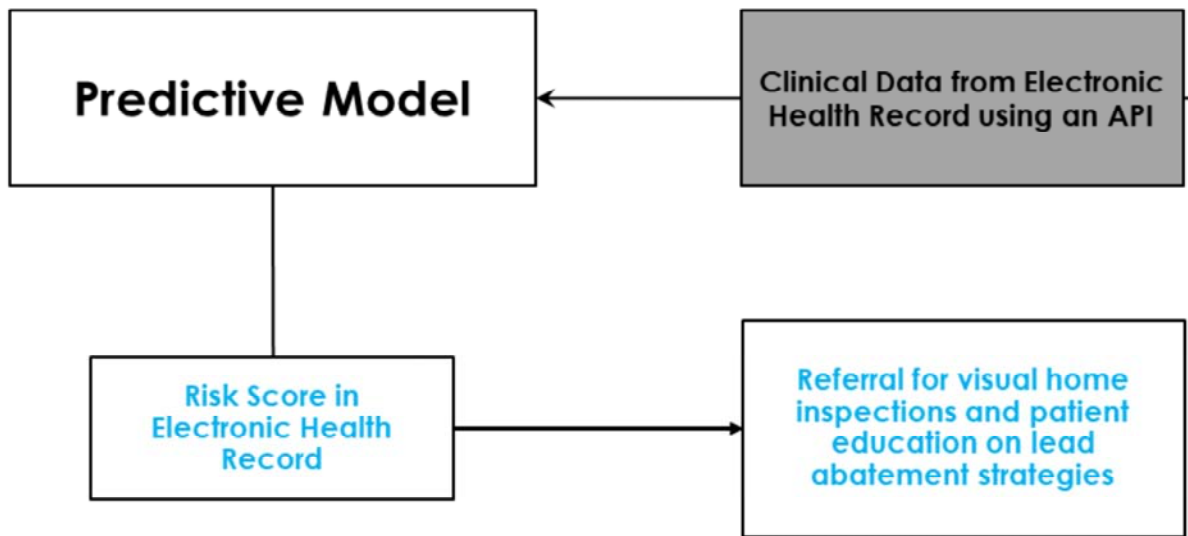 Predictive Model
Clinical Data from Electronic
Health Record using an API
Risk Score in
Electronic Health
Record
Referral for visual home
inspections and patient
education on lead
abatement strategies